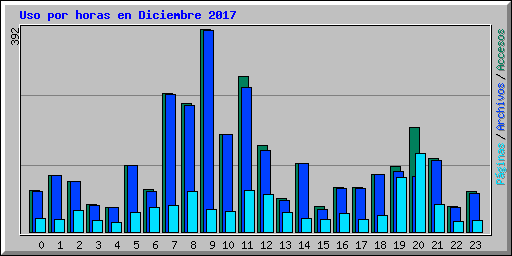 Uso por horas en Diciembre 2017
392
Páginas / Archivos / Accesos
0 1 2 3 4 5 6 7 8 9 10 11 12 13 14 15 16 17 18 19 20 21 22 23